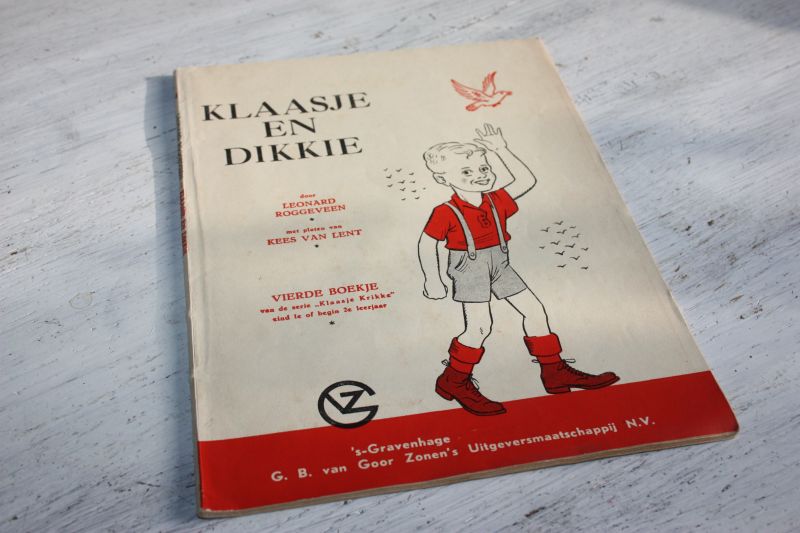 KLAASJE
EN
DIKKIE
door
LEONARD
ROGGEVEEN
*
met platen van
KEES VAN LENT
*
VIERDE BOEKJE
van de serie „Klaasje Krikke"
eind 1e of begin 2e leerjaar
*
GZ
's-Gravenhage
G. B. van Goor Zonen's Uitgeversmaatschappij N.V.